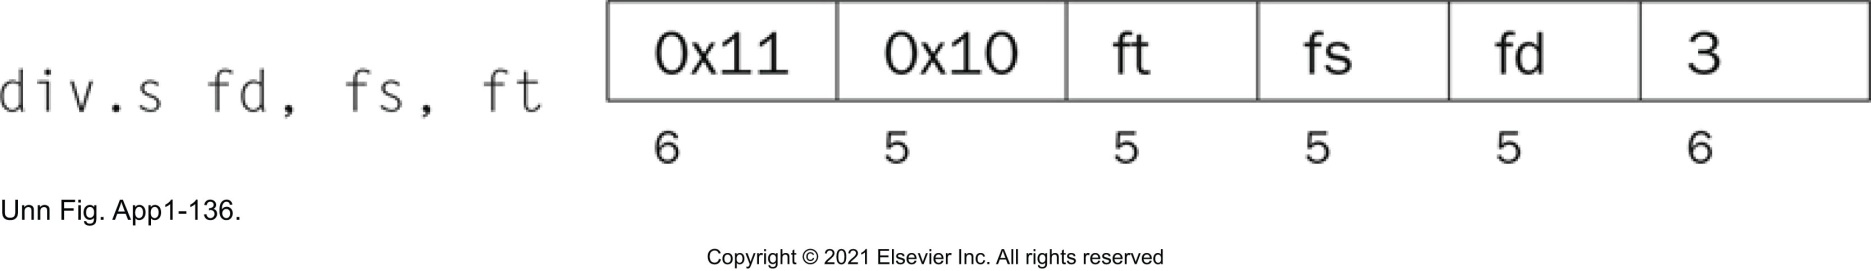 div.s fd, fs, ft
0x11 0x10 ft fs fd 3
6 5 5 5 5 6
Unn Fig. App1-136.
Copyright © 2021 Elsevier Inc. All rights reserved